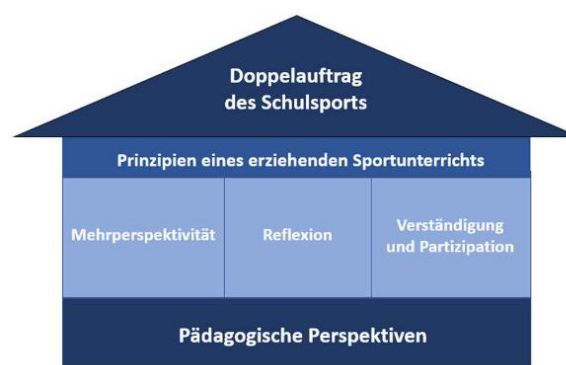 Doppelauftrag
des Schulsports
Prinzipien eines erziehenden Sportunterrichts
Mehrperspektivität
Reflexion
Verständigung
und Partizipation
Pädagogische Perspektiven